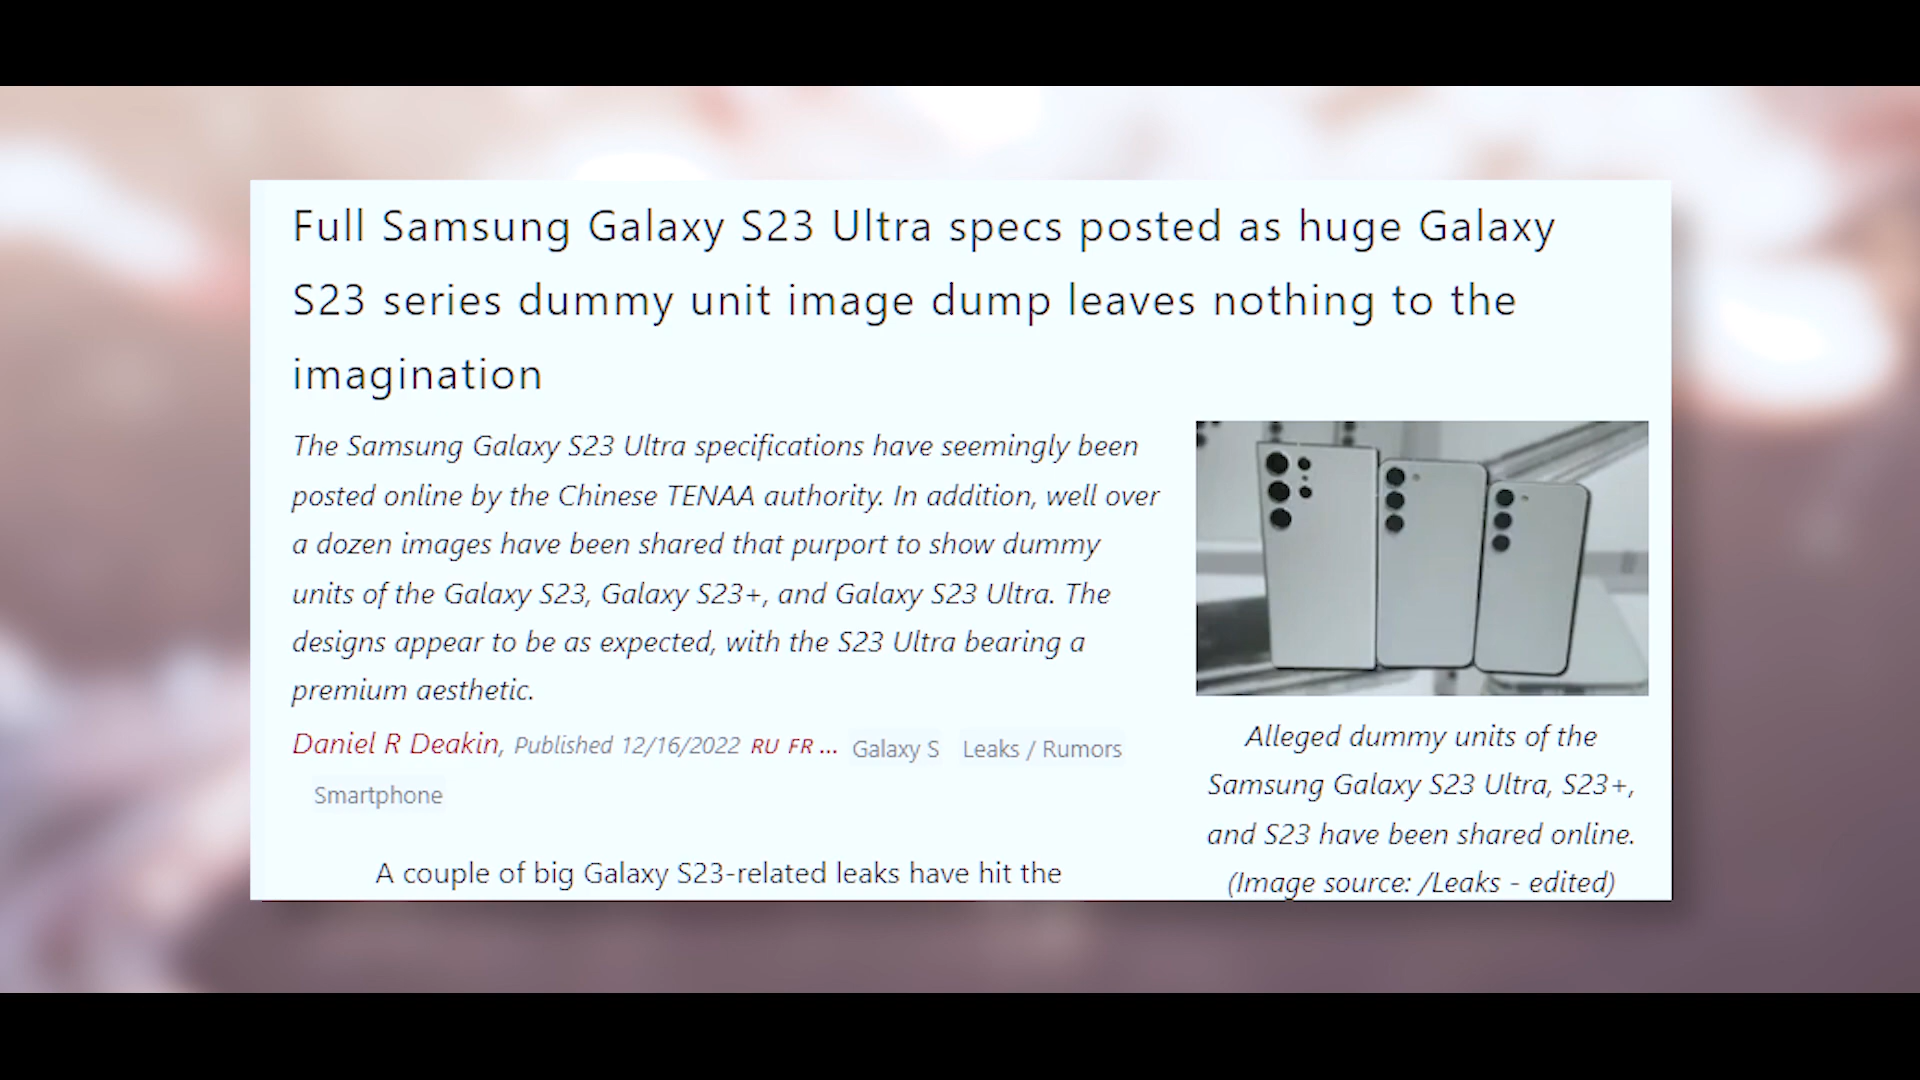 Full Samsung Galaxy S23 Ultra specs posted as huge Galaxy
S23 series dummy unit image dump leaves nothing to the
imagination
The Samsung Galaxy S23 Ultra specifications have seemingly been
posted online by the Chinese TENAA authority. In addition, well over
a dozen images have been shared that purport to show dummy
units of the Galaxy S23, Galaxy S23+, and Galaxy S23 Ultra. The
designs appear to be as expected, with the S23 Ultra bearing a
premium aesthetic.
Daniel R Deakin, Published 12/16/2022 RU FR ... Galaxy S Leaks / Rumors
Smartphone
A couple of big Galaxy S23-related leaks have hit the
Alleged dummy units of the
Samsung Galaxy S23 Ultra, S23+,
and S23 have been shared online.
(Image source: /Leaks - edited)